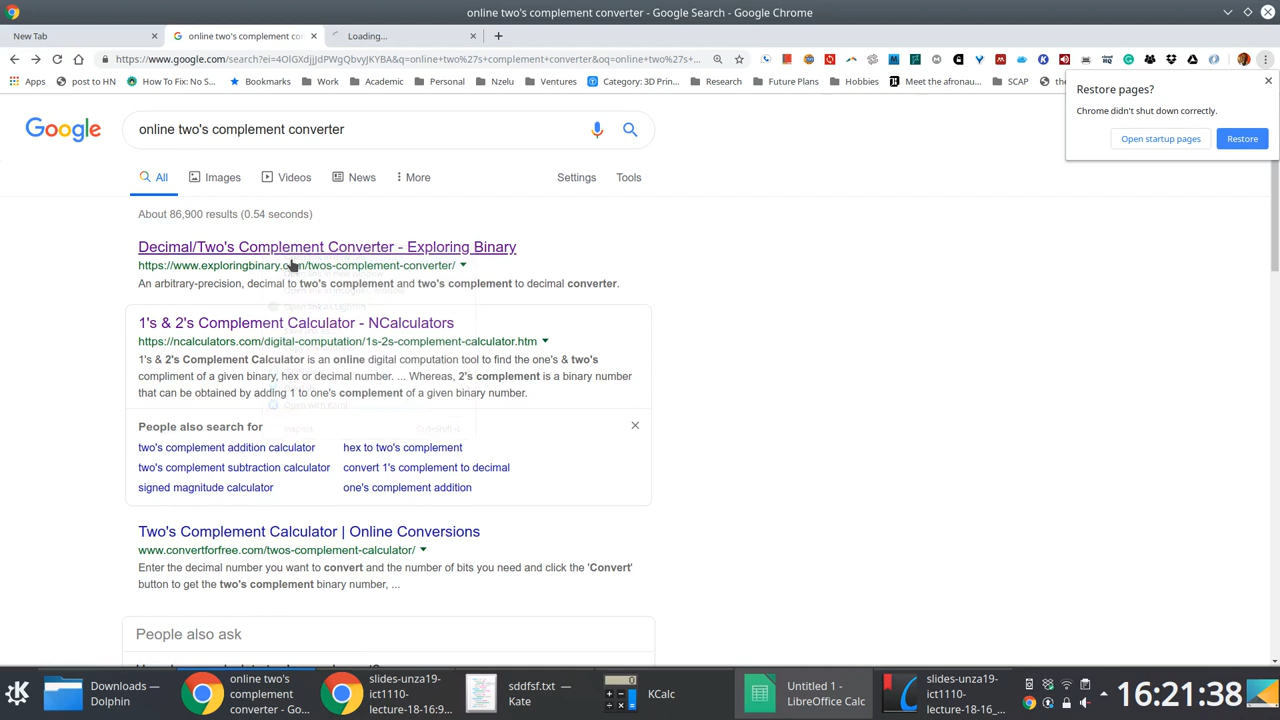 online two's complement converter - Google Search - Google Chrome
New Tab
online two's complement co
Loading...
https://www.google.com/search?ei=4OldXfjjJdPWgQbvyJKYBA&q=online+two%27s+complement+converter&oq=online+two%27s+...
Apps
post to HN
How To Fix: No S...
Bookmarks
Work
Academic
Personal
Nzelu
Ventures
Category: 3D Prin...
Research
Future Plans
Hobbies
Meet the afronau...
SCAP
Restore pages?
Chrome didn't shut down correctly.
Open startup pages
Restore
Google
online two's complement converter
All
Images
Videos
News
More
Settings
Tools
About 86,900 results (0.54 seconds)
Decimal/Two's Complement Converter - Exploring Binary
https://www.exploringbinary.com/twos-complement-converter/
An arbitrary-precision, decimal to two's complement and two's complement to decimal converter.
1's & 2's Complement Calculator - NCalculators
https://ncalculators.com/digital-computation/1s-2s-complement-calculator.htm
1's & 2's Complement Calculator is an online digital computation tool to find the one's & two's
compliment of a given binary, hex or decimal number. ... Whereas, 2's complement is a binary number
that can be obtained by adding 1 to one's complement of a given binary number.
People also search for
two's complement addition calculator
hex to two's complement
two's complement subtraction calculator
convert 1's complement to decimal
signed magnitude calculator
one's complement addition
Two's Complement Calculator | Online Conversions
www.convertforfree.com/twos-complement-calculator/
Enter the decimal number you want to convert and the number of bits you need and click the 'Convert'
button to get the two's complement binary number, ...
People also ask
Downloads —
Dolphin
online two's
complement
converter - Go...
slides-unza19-
ict1110-
lecture-18-16:9...
sddfsf.txt —
Kate
KCalc
Untitled 1 -
LibreOffice Calc
slides-unza19-
ict1110-
lecture-18-16_...
16:21:38